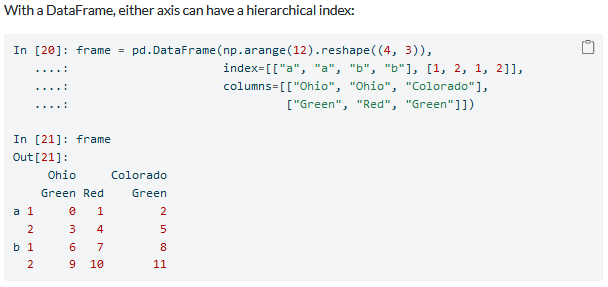 With a DataFrame, either axis can have a hierarchical index:
In [20]: frame = pd.DataFrame(np.arange(12).reshape((4, 3)),
   ....:                      index=[["a", "a", "b", "b"], [1, 2, 1, 2]],
   ....:                      columns=[["Ohio", "Ohio", "Colorado"],
   ....:                               ["Green", "Red", "Green"]])
In [21]: frame
Out[21]:
     Ohio     Colorado
    Green Red    Green
a 1     0   1        2
  2     3   4        5
b 1     6   7        8
  2     9  10       11